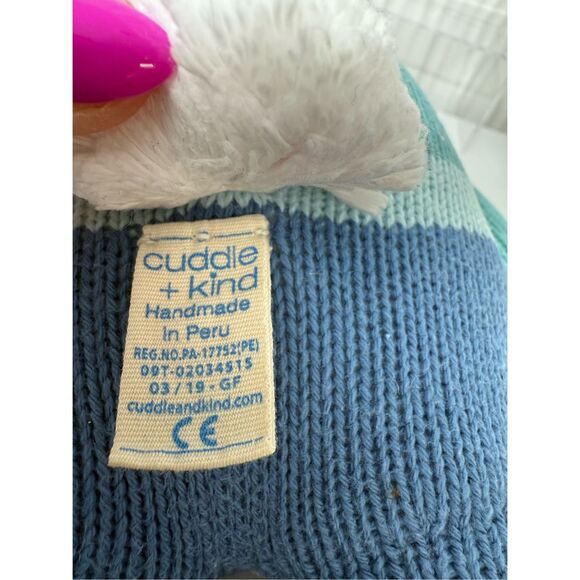 cuddle
+ kind
Handmade
in Peru
REG.NO.PA-17752(PE)
09T-02034515
03/19-GF
cuddleandkind.com
CE